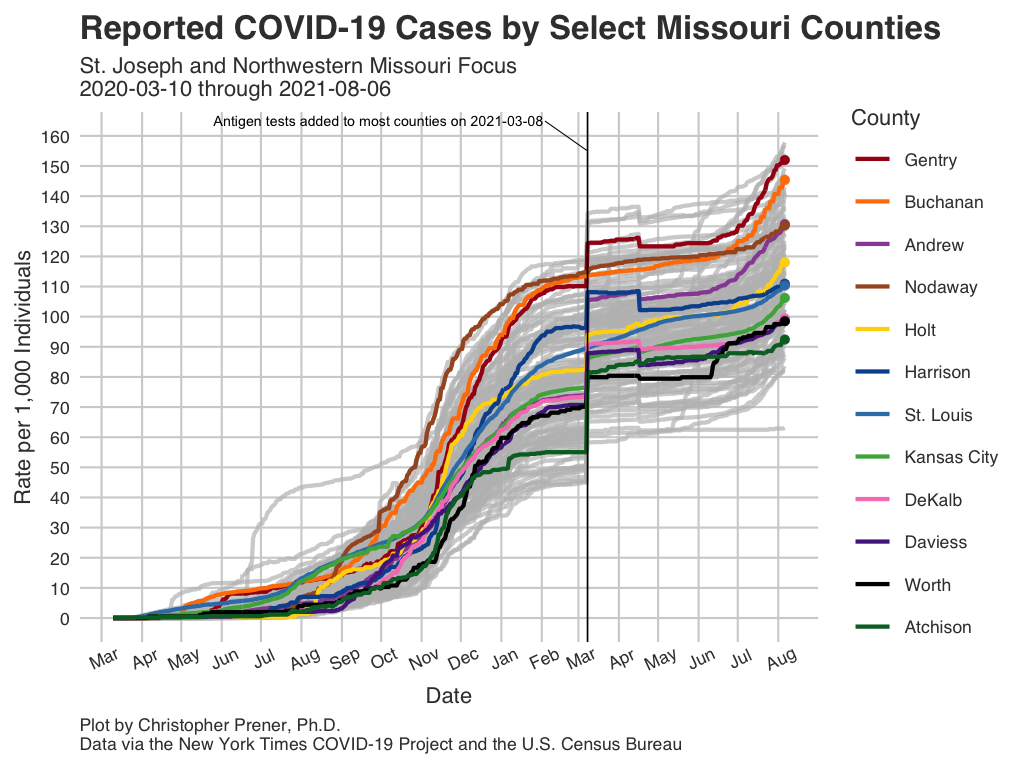 Reported COVID-19 Cases by Select Missouri Counties
St. Joseph and Northwestern Missouri Focus
2020-03-10 through 2021-08-06
Antigen tests added to most counties on 2021-03-08
Rate per 1,000 Individuals
160
150
140
130
120
110
100
90
80
70
60
50
40
30
20
10
0
Mar Apr May Jun Jul Aug Sep Oct Nov Dec Jan Feb Mar Apr May Jun Jul Aug
Date
County
Gentry
Buchanan
Andrew
Nodaway
Holt
Harrison
St. Louis
Kansas City
DeKalb
Daviess
Worth
Atchison
Plot by Christopher Prener, Ph.D.
Data via the New York Times COVID-19 Project and the U.S. Census Bureau